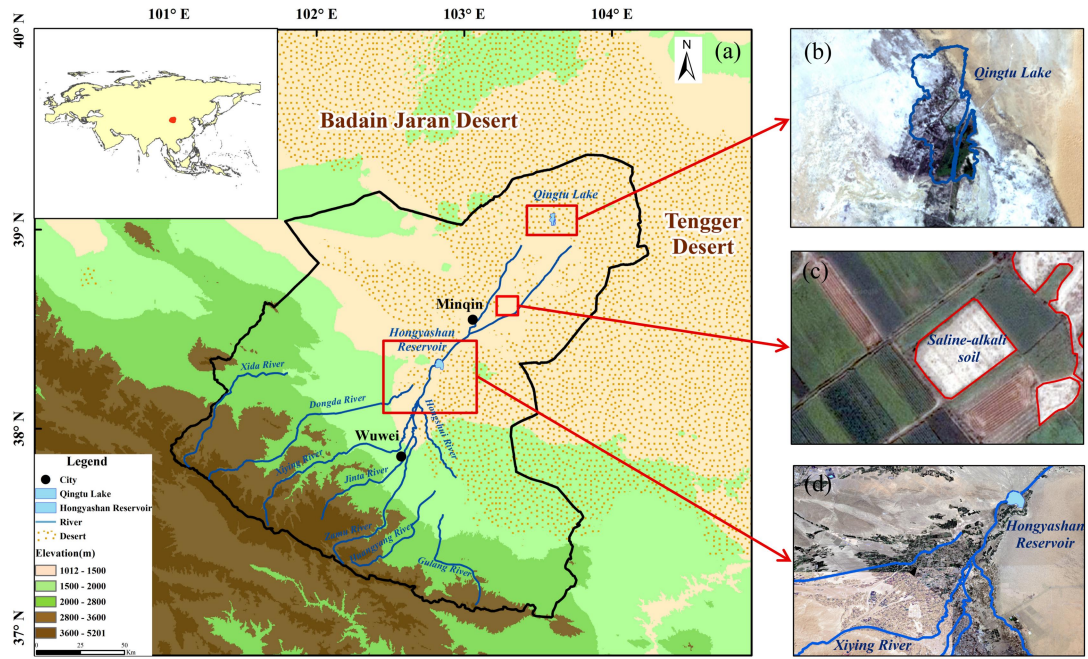 101° E
102° E
103° E
104° E
40° N
39° N
38° N
37° N
(a)
N
Badain Jaran Desert
Qingtu Lake
Tengger
Desert
Minqin
Hongyashan
Reservoir
Xida River
Dongda River
Hongshui River
Wuwei
Xiying River
Jinta River
Zamu River
Huangyang River
Gulang River
Legend
City
Qingtu Lake
Hongyashan Reservoir
River
Desert
Elevation(m)
1012 - 1500
1500 - 2000
2000 - 2800
2800 - 3600
3600 - 5201
0 25 50
Km
(b)
Qingtu Lake
(c)
Saline-alkali
soil
(d)
Hongyashan
Reservoir
Xiying River